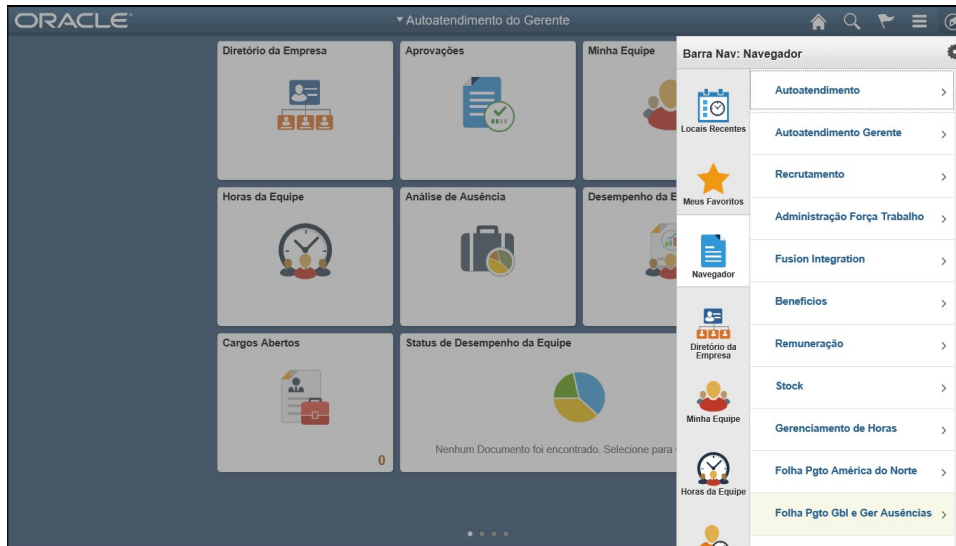 ORACLE
Autoatendimento do Gerente
Diretório da Empresa
Aprovações
Minha Equipe
Horas da Equipe
Análise de Ausência
Desempenho da E
Cargos Abertos
0
Status de Desempenho da Equipe
Nenhum Documento foi encontrado. Selecione para
Barra Nav: Navegador
Locais Recentes
Meus Favoritos
Navegador
Diretório da
Empresa
Minha Equipe
Horas da Equipe
Autoatendimento
Autoatendimento Gerente
Recrutamento
Administração Força Trabalho
Fusion Integration
Benefícios
Remuneração
Stock
Gerenciamento de Horas
Folha Pgto América do Norte
Folha Pgto Gbl e Ger Ausências